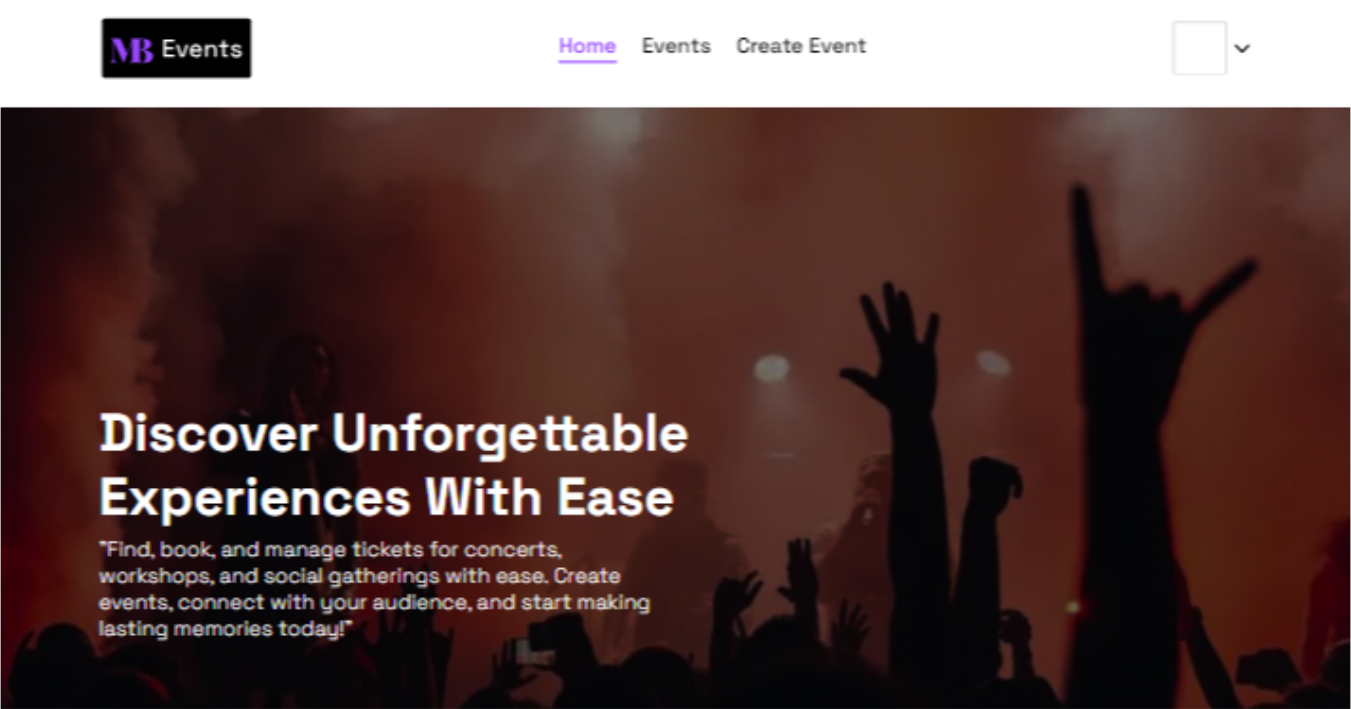 MB Events
Home Events Create Event
Discover Unforgettable
Experiences With Ease
"Find, book, and manage tickets for concerts,
workshops, and social gatherings with ease. Create
events, connect with your audience, and start making
lasting memories today!"